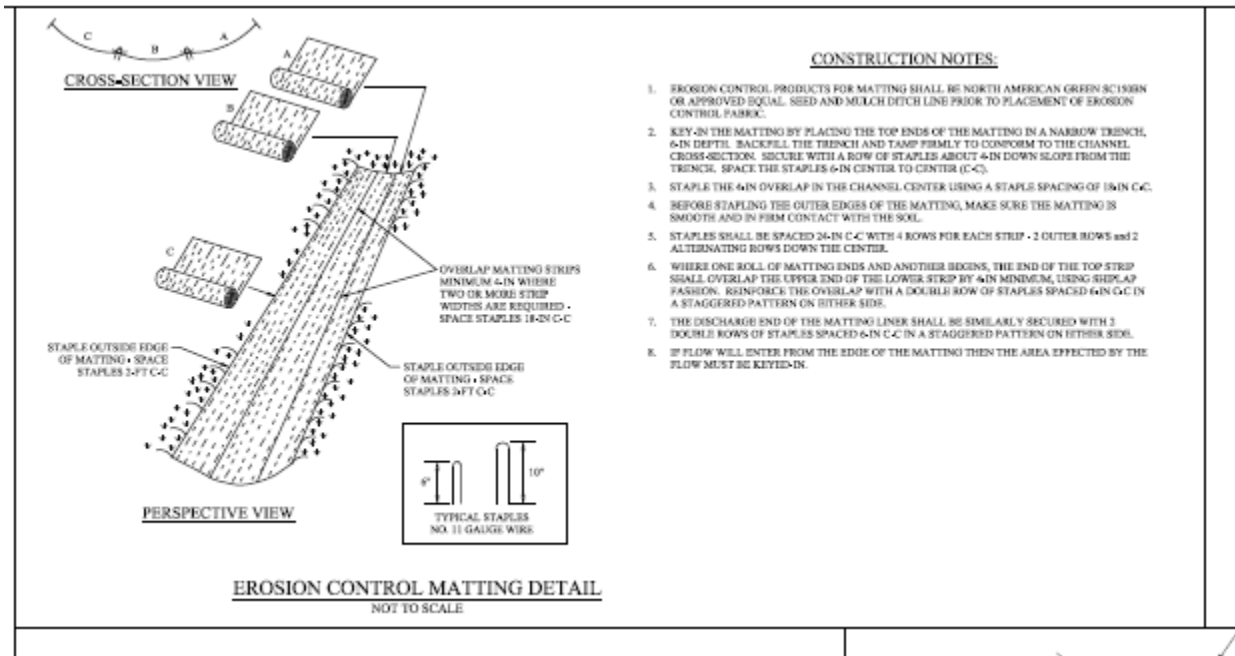 C
B
A
CROSS-SECTION VIEW
A
B
C
OVERLAP MATTING STRIPS
MINIMUM 4-IN WHERE
TWO OR MORE STRIP
WIDTHS ARE REQUIRED -
SPACE STAPLES 18-IN C-C
STAPLE OUTSIDE EDGE
OF MATTING - SPACE
STAPLES 2-FT C-C
STAPLE OUTSIDE EDGE
OF MATTING - SPACE
STAPLES 2-FT C-C
PERSPECTIVE VIEW
6"
10"
TYPICAL STAPLES
NO. 11 GAUGE WIRE
EROSION CONTROL MATTING DETAIL
NOT TO SCALE
CONSTRUCTION NOTES:
1. EROSION CONTROL PRODUCTS FOR MATTING SHALL BE NORTH AMERICAN GREEN SC150BN
OR APPROVED EQUAL. SEED AND MULCH DITCH LINE PRIOR TO PLACEMENT OF EROSION
CONTROL FABRIC.
2. KEY-IN THE MATTING BY PLACING THE TOP ENDS OF THE MATTING IN A NARROW TRENCH,
6-IN DEPTH. BACKFILL THE TRENCH AND TAMP FIRMLY TO CONFORM TO THE CHANNEL
CROSS-SECTION. SECURE WITH A ROW OF STAPLES ABOUT 4-IN DOWN SLOPE FROM THE
TRENCH. SPACE THE STAPLES 6-IN CENTER TO CENTER (C-C).
3. STAPLE THE 4-IN OVERLAP IN THE CHANNEL CENTER USING A STAPLE SPACING OF 18-IN C-C.
4. BEFORE STAPLING THE OUTER EDGES OF THE MATTING, MAKE SURE THE MATTING IS
SMOOTH AND IN FIRM CONTACT WITH THE SOIL.
5. STAPLES SHALL BE SPACED 24-IN C-C WITH 4 ROWS FOR EACH STRIP - 2 OUTER ROWS and 2
ALTERNATING ROWS DOWN THE CENTER.
6. WHERE ONE ROLL OF MATTING ENDS AND ANOTHER BEGINS, THE END OF THE TOP STRIP
SHALL OVERLAP THE UPPER END OF THE LOWER STRIP BY 4-IN MINIMUM, USING SHIPLAP
FASHION. REINFORCE THE OVERLAP WITH A DOUBLE ROW OF STAPLES SPACED 6-IN C-C IN
A STAGGERED PATTERN ON EITHER SIDE.
7. THE DISCHARGE END OF THE MATTING LINER SHALL BE SIMILARLY SECURED WITH 2
DOUBLE ROWS OF STAPLES SPACED 6-IN C-C IN A STAGGERED PATTERN ON EITHER SIDE.
8. IF FLOW WILL ENTER FROM THE EDGE OF THE MATTING THEN THE AREA EFFECTED BY THE
FLOW MUST BE KEYED-IN.